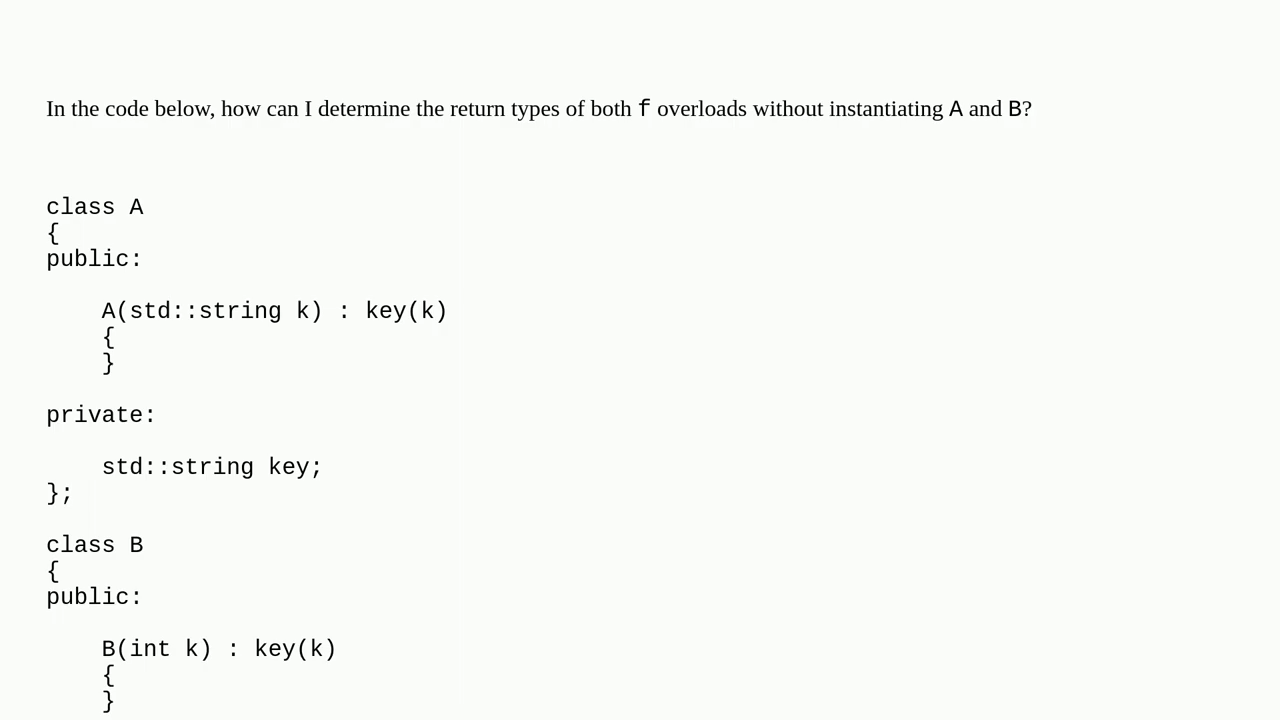 In the code below, how can I determine the return types of both f overloads without instantiating A and B?
class A
{
public:
    A(std::string k) : key(k)
    {
    }
private:
    std::string key;
};
class B
{
public:
    B(int k) : key(k)
    {
    }